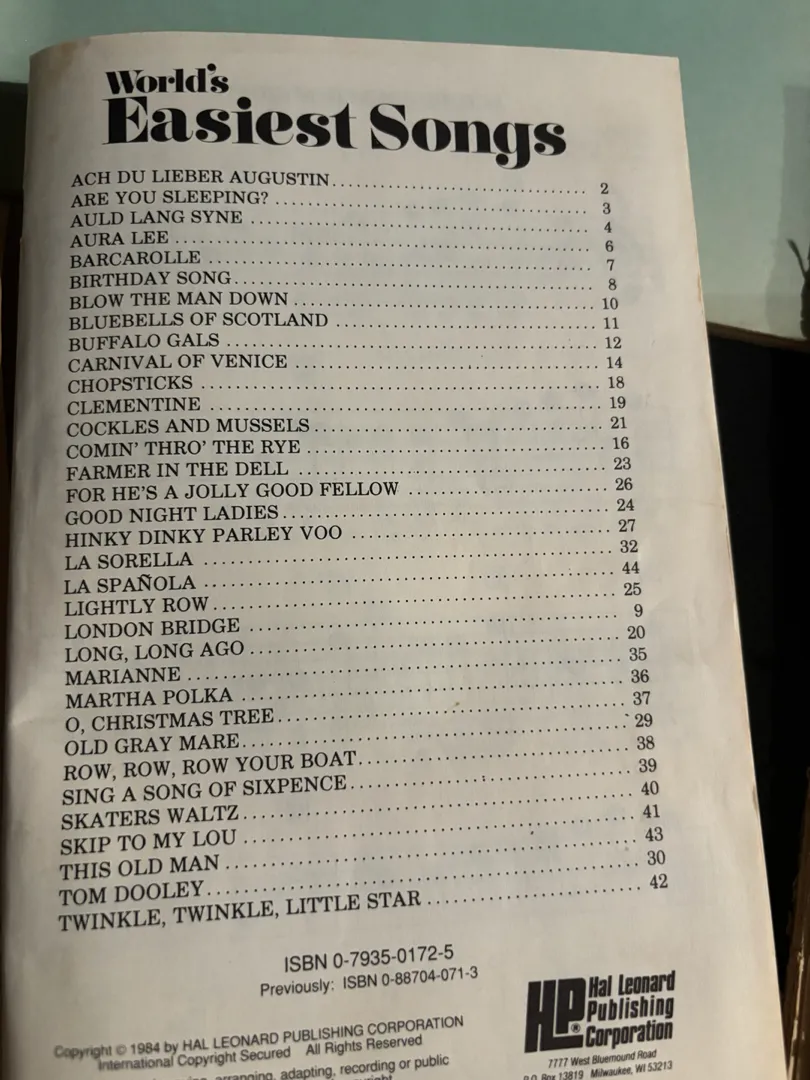 World's
Easiest Songs
ACH DU LIEBER AUGUSTIN.............................. 2
ARE YOU SLEEPING? .................................... 3
AULD LANG SYNE ....................................... 4
AURA LEE ................................................ 6
BARCAROLLE ............................................ 7
BIRTHDAY SONG......................................... 8
BLOW THE MAN DOWN .................................. 10
BLUEBELLS OF SCOTLAND .............................. 11
BUFFALO GALS .......................................... 12
CARNIVAL OF VENICE ................................... 14
CHOPSTICKS ............................................ 18
CLEMENTINE ........................................... 19
COCKLES AND MUSSELS................................. 21
COMIN' THRO' THE RYE ................................. 16
FARMER IN THE DELL ................................... 23
FOR HE'S A JOLLY GOOD FELLOW ........................ 26
GOOD NIGHT LADIES..................................... 24
HINKY DINKY PARLEY VOO .............................. 27
LA SORELLA ............................................. 32
LA SPAÑOLA ............................................. 44
LIGHTLY ROW............................................ 25
LONDON BRIDGE ......................................... 9
LONG, LONG AGO ........................................ 20
MARIANNE ............................................... 35
MARTHA POLKA .......................................... 36
O, CHRISTMAS TREE...................................... 37
OLD GRAY MARE.......................................... 29
ROW, ROW, ROW YOUR BOAT.............................. 38
SING A SONG OF SIXPENCE............................... 39
SKATERS WALTZ.......................................... 40
SKIP TO MY LOU ......................................... 41
THIS OLD MAN ........................................... 43
TOM DOOLEY............................................. 30
TWINKLE, TWINKLE, LITTLE STAR ........................ 42
ISBN 0-7935-0172-5
Previously: ISBN 0-88704-071-3
HL® Hal Leonard
Publishing
Corporation
7777 West Bluemound Road
P.O. Box 13819 Milwaukee, WI 53213
Copyright © 1984 by HAL LEONARD PUBLISHING CORPORATION
International Copyright Secured All Rights Reserved
arranging, adapting, recording or public